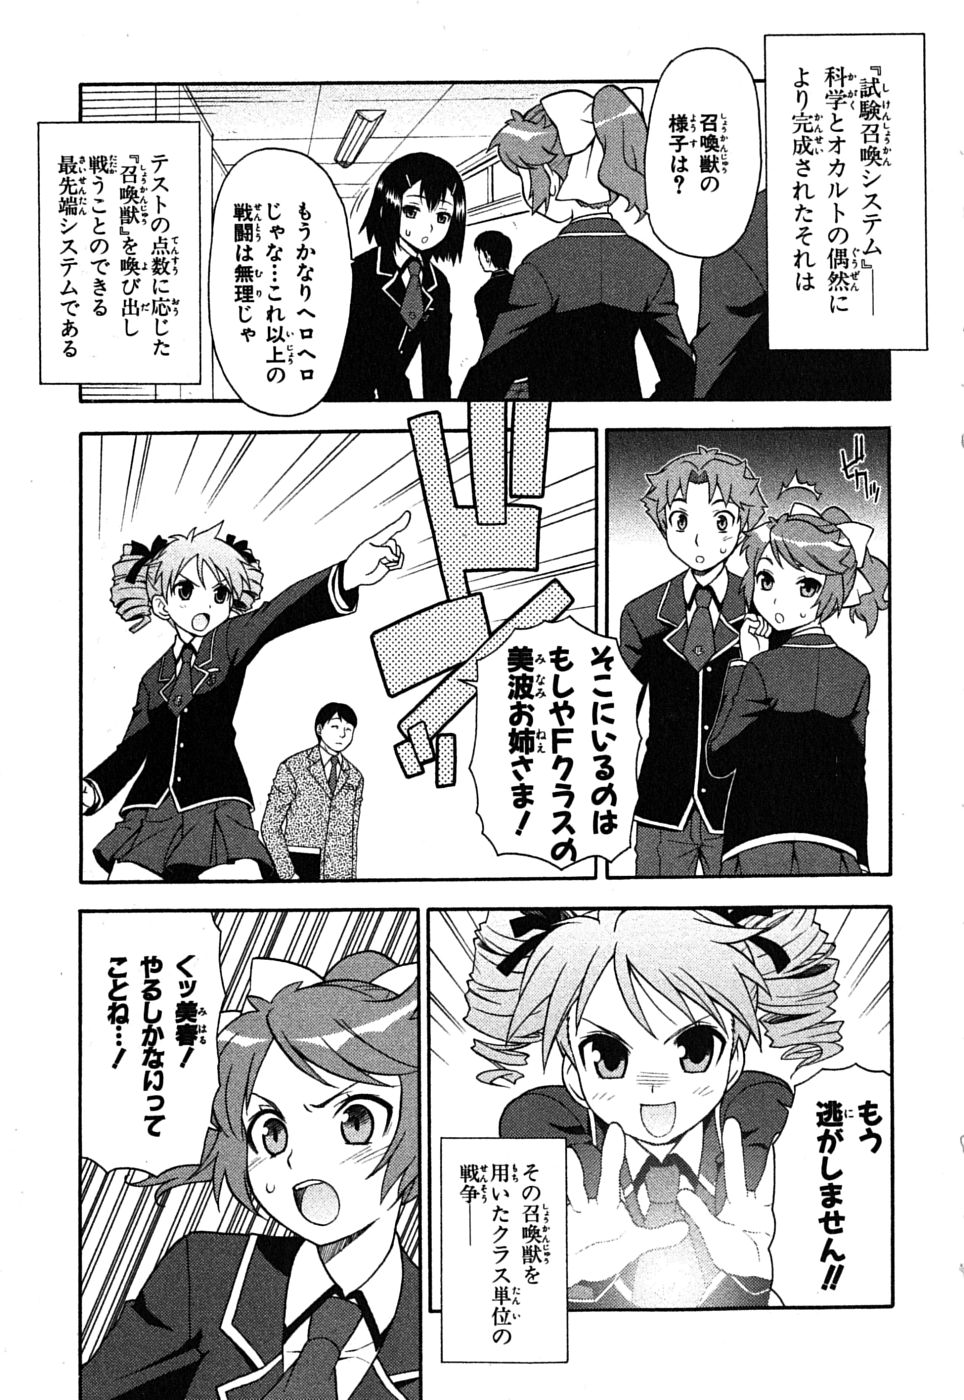 『試験召喚システム』――
科学とオカルトの偶然に
より完成されたそれは
召喚獣の
様子は？
もうかなりヘロヘロ
じゃな…これ以上の
戦闘は無理じゃ
テストの点数に応じた
『召喚獣』を喚び出し
戦うことのできる
最先端システムである
ビクッ
そこにいるのは
もしやFクラスの
美波お姉さま！
ドーン
もう
逃がしません!!
その召喚獣を
用いたクラス単位の
戦争――
くッ美春！
やるしかないって
ことね…！